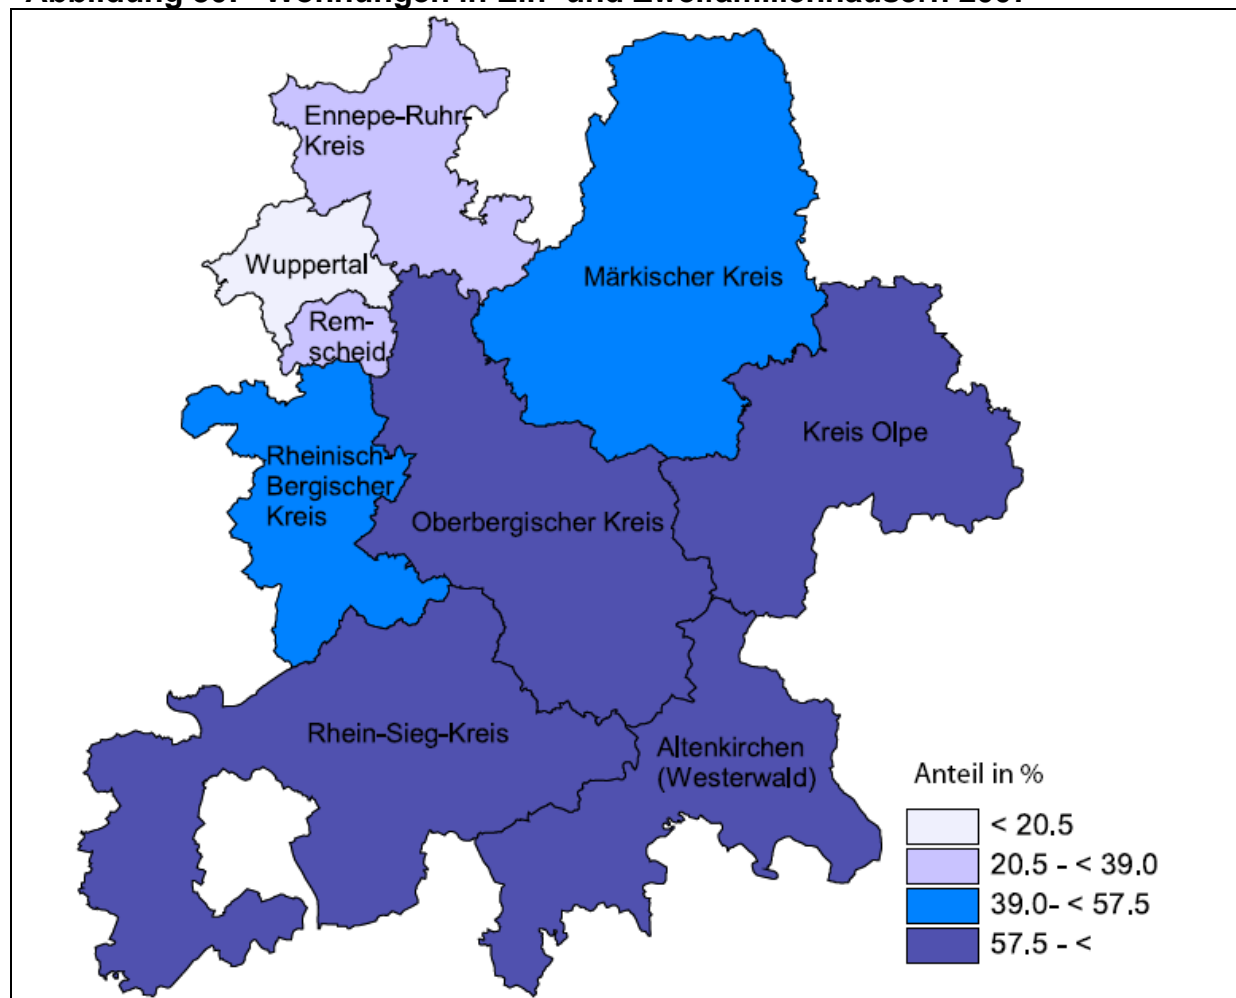 Ennepe-Ruhr-
Kreis
Wuppertal
Märkischer Kreis
Rem-
scheid
Kreis Olpe
Rheinisch-
Bergischer
Kreis
Oberbergischer Kreis
Rhein-Sieg-Kreis
Altenkirchen
(Westerwald)
Anteil in %
< 20.5
20.5 - < 39.0
39.0- < 57.5
57.5 - <